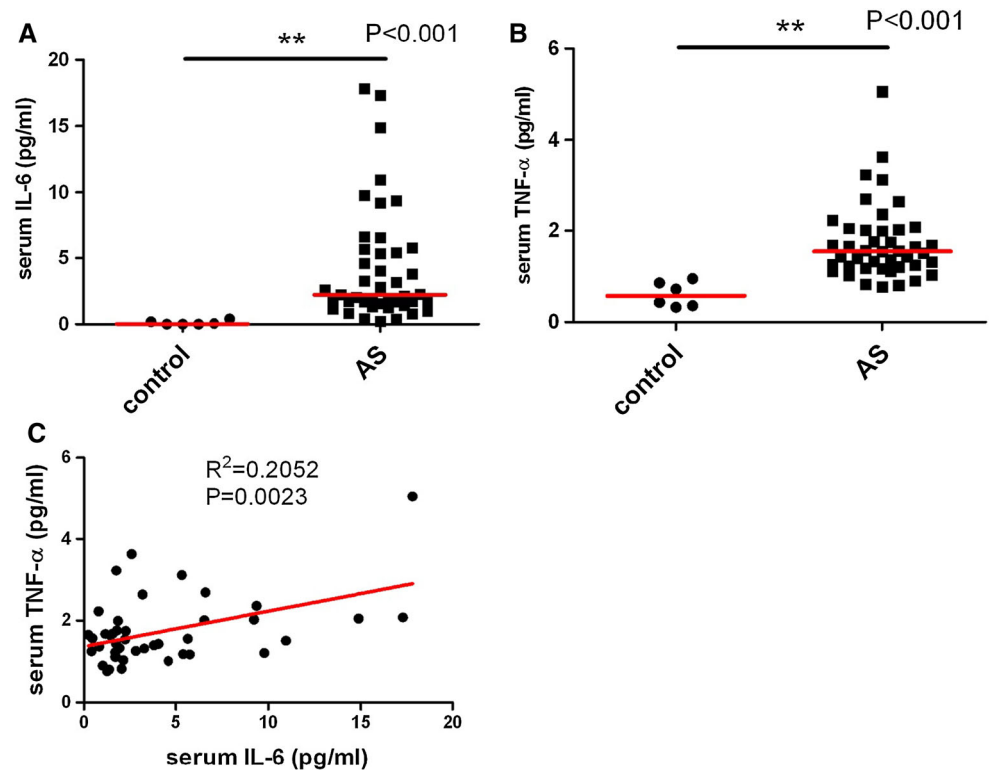 A
**
P<0.001
serum IL-6 (pg/ml)
20
15
10
5
0
control
AS
B
**
P<0.001
serum TNF-α (pg/ml)
6
4
2
0
control
AS
C
R²=0.2052
P=0.0023
serum TNF-α (pg/ml)
6
4
2
0
0 5 10 15 20
serum IL-6 (pg/ml)